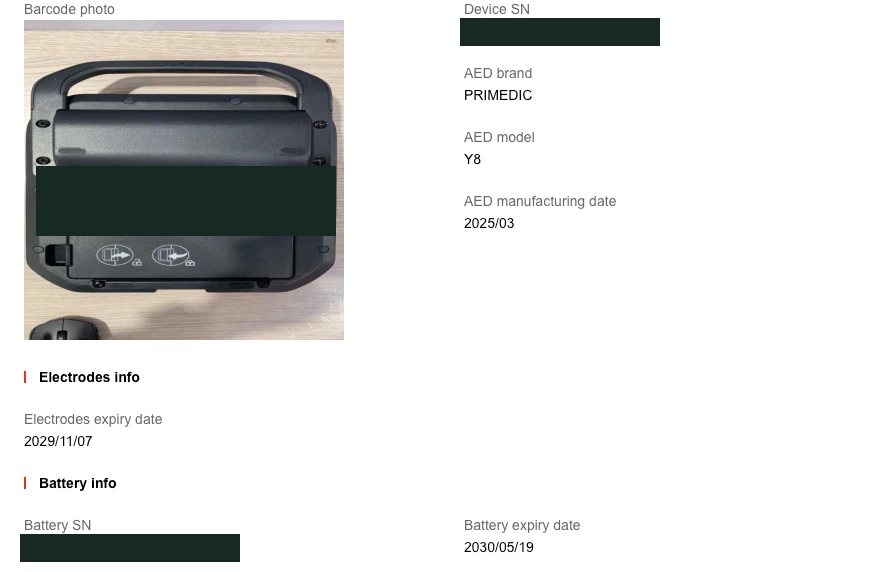 Barcode photo
Device SN
AED brand
PRIMEDIC
AED model
Y8
AED manufacturing date
2025/03
Electrodes info
Electrodes expiry date
2029/11/07
Battery info
Battery SN
Battery expiry date
2030/05/19